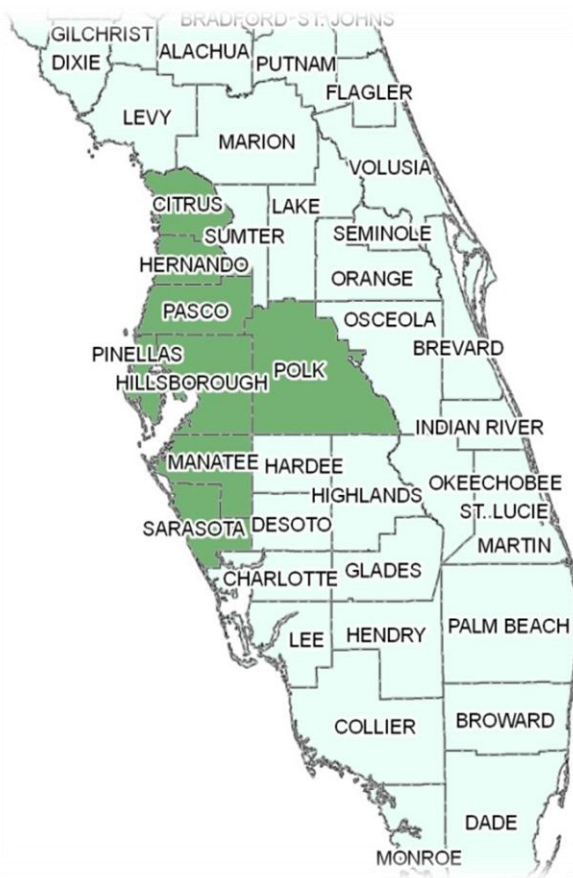 BRADFORD-ST. JOHNS
GILCHRIST
ALACHUA
DIXIE
PUTNAM
FLAGLER
LEVY
MARION
VOLUSIA
CITRUS
LAKE
SUMTER
SEMINOLE
HERNANDO
ORANGE
PASCO
OSCEOLA
PINELLAS
BREVARD
POLK
HILLSBOROUGH
INDIAN RIVER
MANATEE
HARDEE
OKEECHOBEE
HIGHLANDS
ST..LUCIE
SARASOTA
DESOTO
MARTIN
CHARLOTTE
GLADES
PALM BEACH
LEE
HENDRY
COLLIER
BROWARD
DADE
MONROE